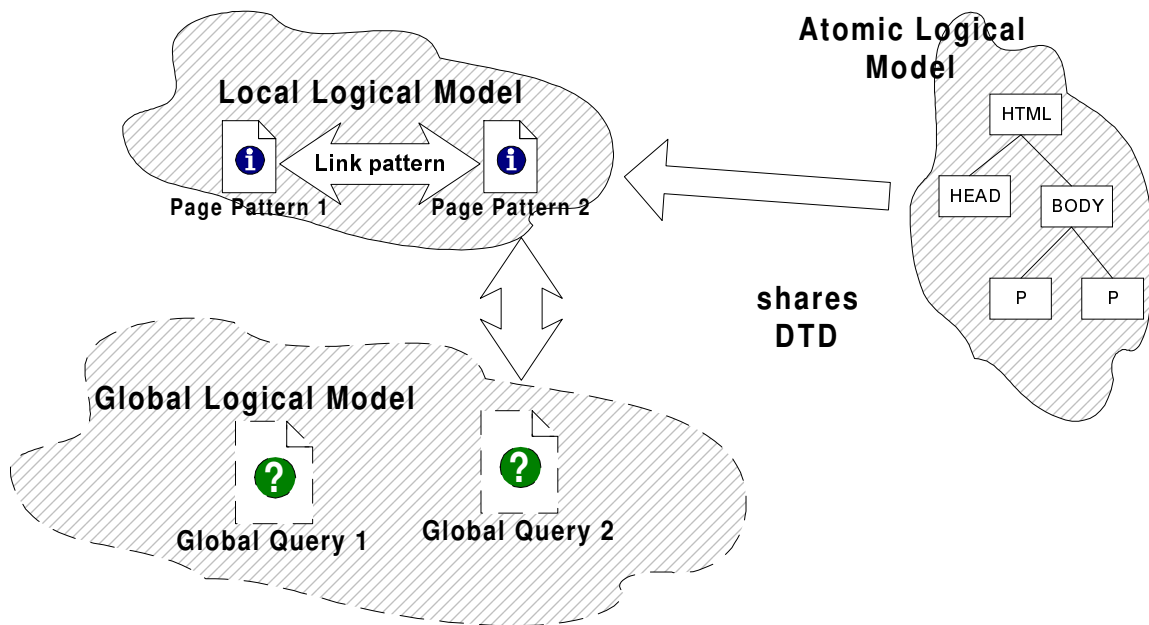 Atomic Logical
Model
Local Logical Model
HTML
i
Link pattern
i
HEAD
BODY
Page Pattern 1
Page Pattern 2
P
P
shares
DTD
Global Logical Model
?
?
Global Query 1
Global Query 2